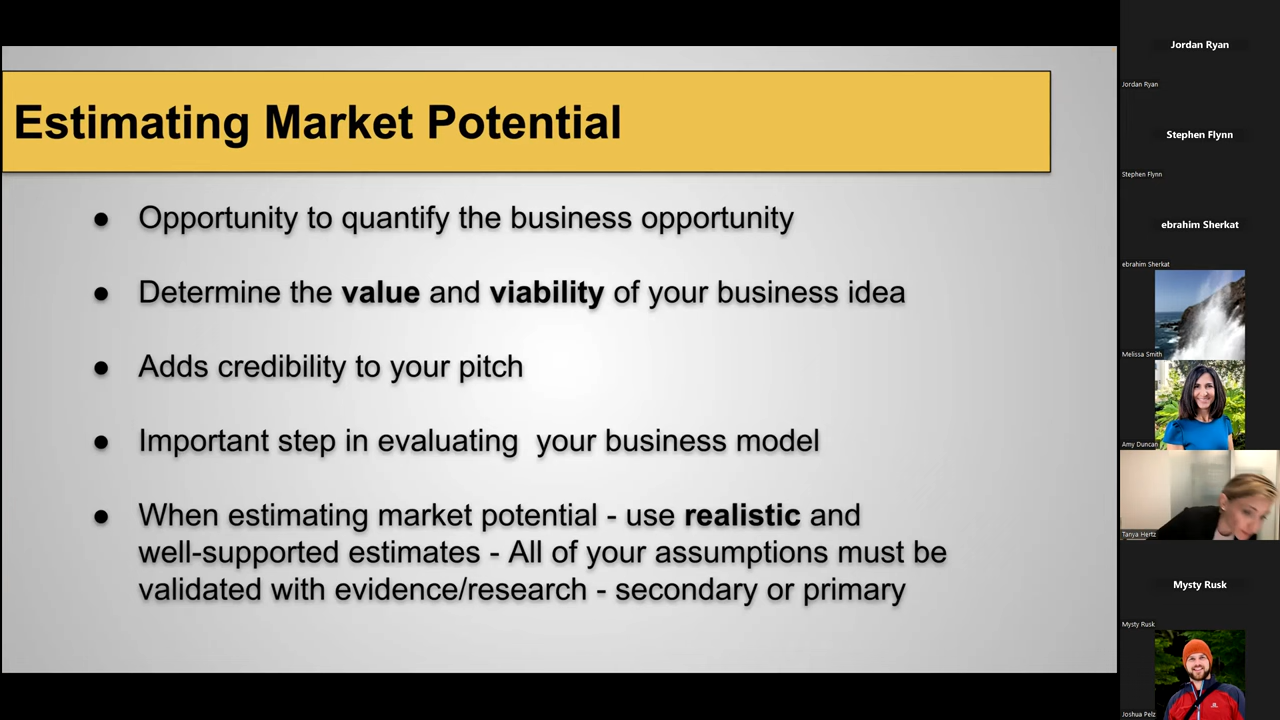 Estimating Market Potential
● Opportunity to quantify the business opportunity
● Determine the value and viability of your business idea
● Adds credibility to your pitch
● Important step in evaluating  your business model
● When estimating market potential - use realistic and
well-supported estimates - All of your assumptions must be
validated with evidence/research - secondary or primary
Jordan Ryan
Jordan Ryan
Stephen Flynn
Stephen Flynn
ebrahim Sherkat
ebrahim Sherkat
Melissa Smith
Amy Duncan
Tanya Hertz
Mysty Rusk
Mysty Rusk
Joshua Pelz